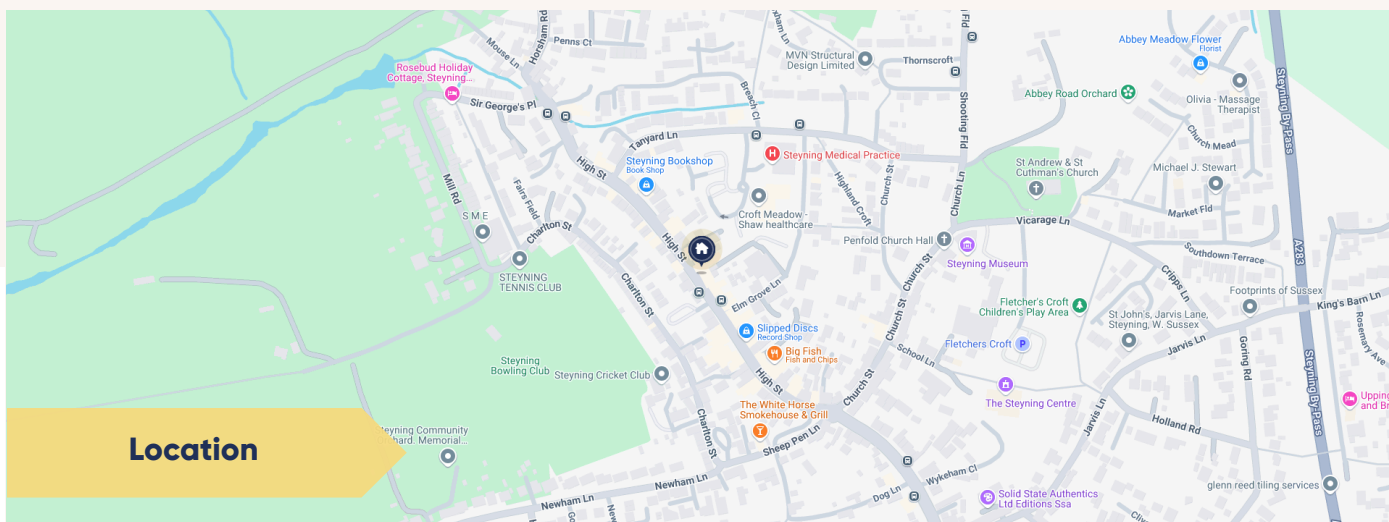 Mouse Ln
Horsham Rd
Penns Ct
Rosebud Holiday
Cottage, Steyning...
Sir George's Pl
Tanyard Ln
Breach Cl
MVN Structural
Design Limited
Thornscroft
Shooting Fld
Abbey Meadow Flower
Florist
Abbey Road Orchard
Olivia - Massage
Therapist
Steyning By-Pass
Church Mead
Steyning Bookshop
Book Shop
High St
Steyning Medical Practice
H
Highland Croft
Church St
Church Ln
St Andrew & St
Cuthman's Church
Michael J. Stewart
Market Fld
Vicarage Ln
Southdown Terrace
A283
Mill Rd
S M E
Fairs Field
Charlton St
STEYNING
TENNIS CLUB
Croft Meadow -
Shaw healthcare
High St
Elm Grove Ln
Penfold Church Hall
Steyning Museum
Church St
Cripps Ln
Footprints of Sussex
King's Barn Ln
Rosemary Ave
Fletcher's Croft
Children's Play Area
St John's, Jarvis Lane,
Steyning, W. Sussex
Jarvis Ln
Goring Rd
Charlton St
Slipped Discs
Record Shop
Big Fish
Fish and Chips
Church St
School Ln
Fletchers Croft
P
Steyning
Bowling Club
Steyning Cricket Club
High St
The Steyning Centre
Jarvis Ln
Holland Rd
Steyning By-Pass
The White Horse
Smokehouse & Grill
Charlton St
Sheep Pen Ln
Location
Newham Ln
Newham Ln
Dog Ln
Wykeham Cl
Solid State Authentics
Ltd Editions Ssa
glenn reed tiling services